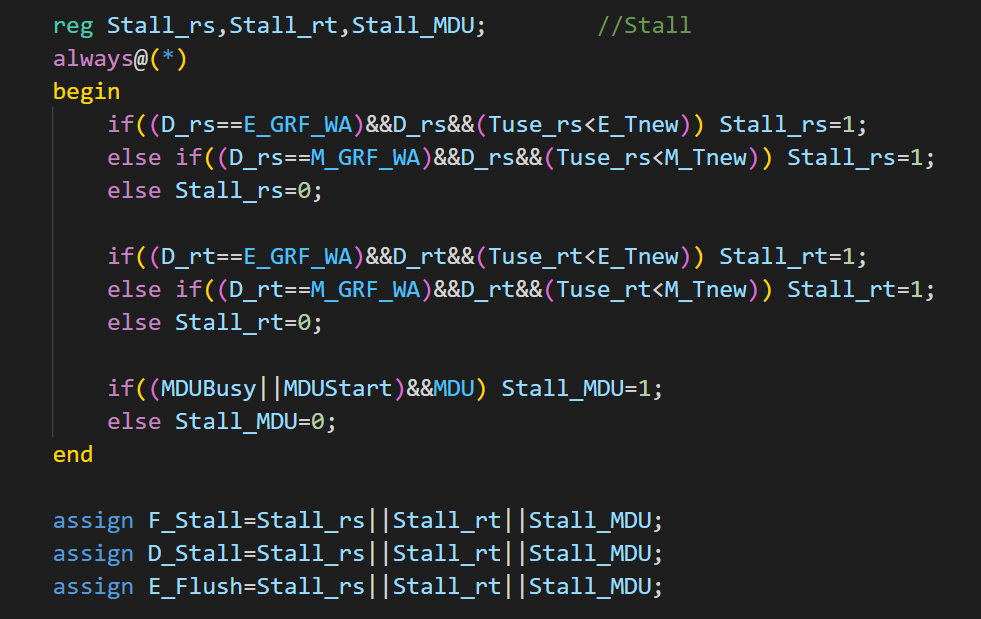 reg Stall_rs,Stall_rt,Stall_MDU;        //Stall
always@(*)
begin
    if((D_rs==E_GRF_WA)&&D_rs&&(Tuse_rs<E_Tnew)) Stall_rs=1;
    else if((D_rs==M_GRF_WA)&&D_rs&&(Tuse_rs<M_Tnew)) Stall_rs=1;
    else Stall_rs=0;

    if((D_rt==E_GRF_WA)&&D_rt&&(Tuse_rt<E_Tnew)) Stall_rt=1;
    else if((D_rt==M_GRF_WA)&&D_rt&&(Tuse_rt<M_Tnew)) Stall_rt=1;
    else Stall_rt=0;

    if((MDUBusy||MDUStart)&&MDU) Stall_MDU=1;
    else Stall_MDU=0;
end

assign F_Stall=Stall_rs||Stall_rt||Stall_MDU;
assign D_Stall=Stall_rs||Stall_rt||Stall_MDU;
assign E_Flush=Stall_rs||Stall_rt||Stall_MDU;